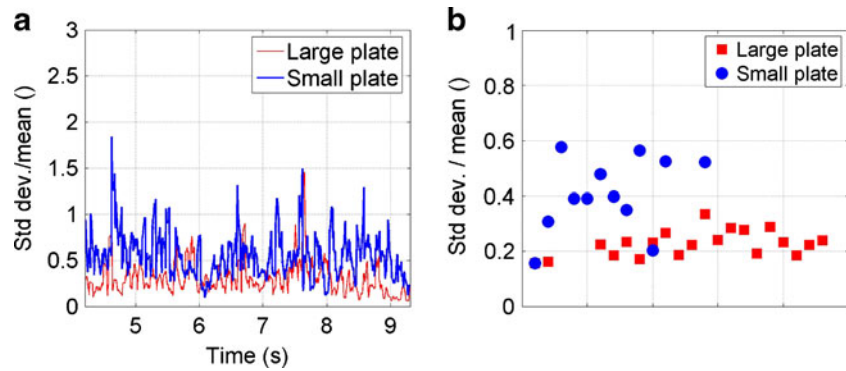 a
3
2.5
2
1.5
1
0.5
0
Std dev./mean ()
5 6 7 8 9
Time (s)
Large plate
Small plate
b
1
0.8
0.6
0.4
0.2
0
Std dev. / mean ()
Large plate
Small plate